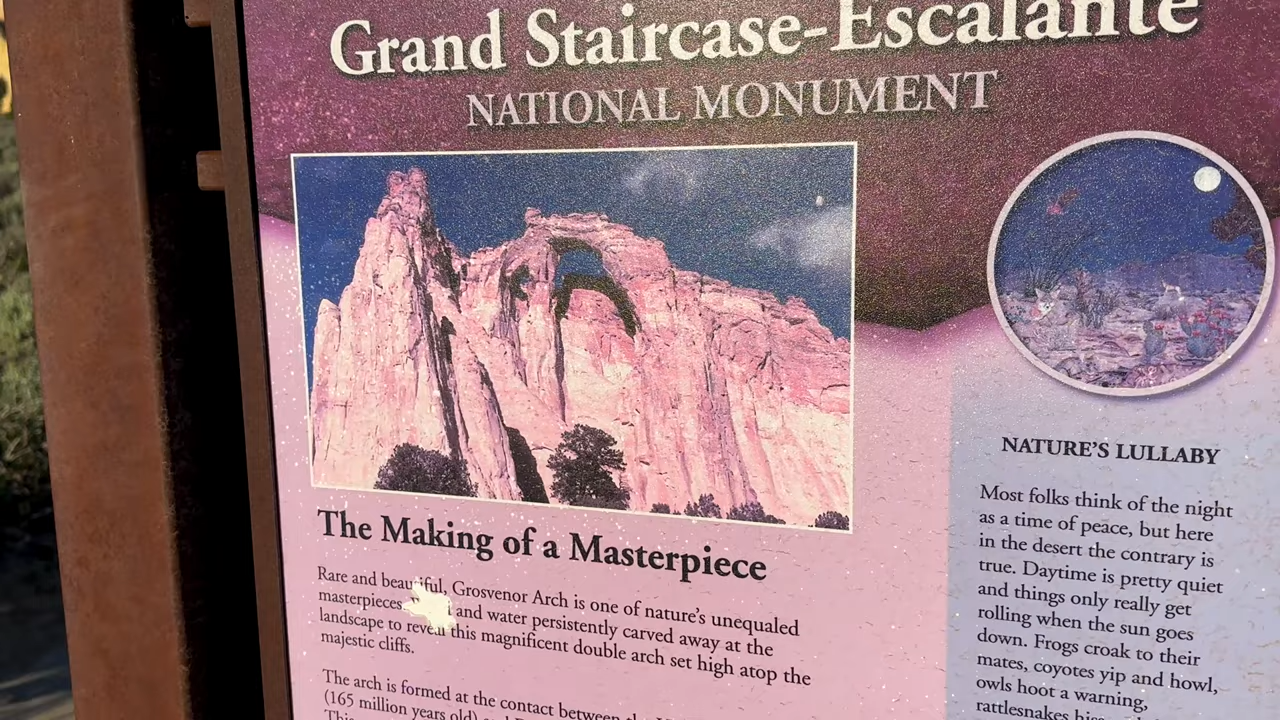 Grand Staircase-Escalante
NATIONAL MONUMENT
The Making of a Masterpiece
Rare and beautiful, Grosvenor Arch is one of nature's unequaled
masterpieces. and water persistently carved away at the
landscape to reveal this magnificent double arch set high atop the
majestic cliffs.
The arch is formed at the contact between the
(165 million years old)
This
NATURE'S LULLABY
Most folks think of the night
as a time of peace, but here
in the desert the contrary is
true. Daytime is pretty quiet
and things only really get
rolling when the sun goes
down. Frogs croak to their
mates, coyotes yip and howl,
owls hoot a warning,
rattlesnakes